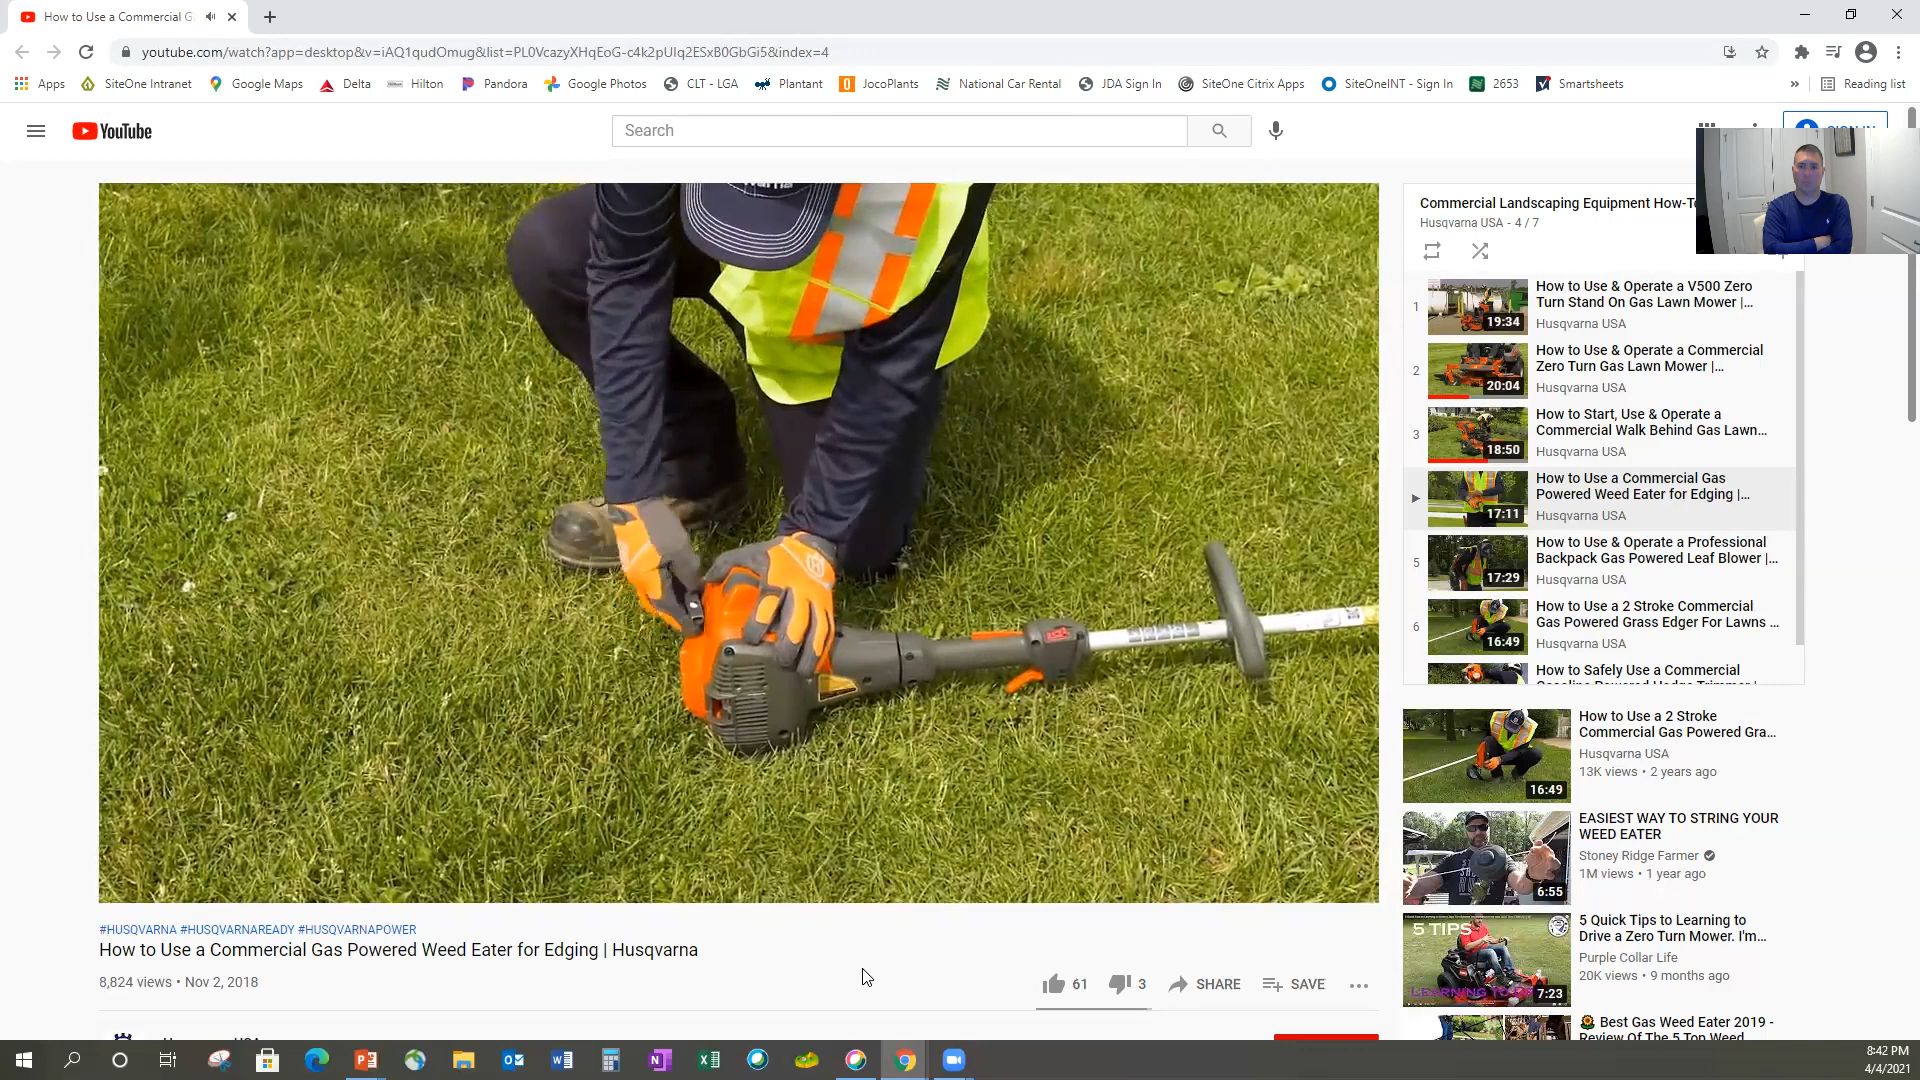 How to Use a Commercial G
youtube.com/watch?app=desktop&v=iAQ1qudOmug&list=PL0VcazyXHqEoG-c4k2pUIq2ESxB0GbGi5&index=4
Apps SiteOne Intranet Google Maps Delta Hilton Pandora Google Photos CLT - LGA Plantant JocoPlants National Car Rental JDA Sign In SiteOne Citrix Apps SiteOneINT - Sign In 2653 Smartsheets » Reading list
YouTube
Search
Commercial Landscaping Equipment How-To
Husqvarna USA - 4 / 7
1
How to Use & Operate a V500 Zero
Turn Stand On Gas Lawn Mower |...
19:34
Husqvarna USA
2
How to Use & Operate a Commercial
Zero Turn Gas Lawn Mower |...
20:04
Husqvarna USA
3
How to Start, Use & Operate a
Commercial Walk Behind Gas Lawn...
18:50
Husqvarna USA
How to Use a Commercial Gas
Powered Weed Eater for Edging |...
17:11
Husqvarna USA
5
How to Use & Operate a Professional
Backpack Gas Powered Leaf Blower |...
17:29
Husqvarna USA
6
How to Use a 2 Stroke Commercial
Gas Powered Grass Edger For Lawns ...
16:49
Husqvarna USA
How to Safely Use a Commercial
How to Use a 2 Stroke
Commercial Gas Powered Gra...
Husqvarna USA
13K views • 2 years ago
16:49
EASIEST WAY TO STRING YOUR
WEED EATER
Stoney Ridge Farmer
1M views • 1 year ago
6:55
5 TIPS
5 Quick Tips to Learning to
Drive a Zero Turn Mower. I'm...
Purple Collar Life
20K views • 9 months ago
7:23
Best Gas Weed Eater 2019 -
Review Of The 5 Top Weed
#HUSQVARNA #HUSQVARNAREADY #HUSQVARNAPOWER
How to Use a Commercial Gas Powered Weed Eater for Edging | Husqvarna
8,824 views • Nov 2, 2018
61 3 SHARE SAVE
8:42 PM
4/4/2021